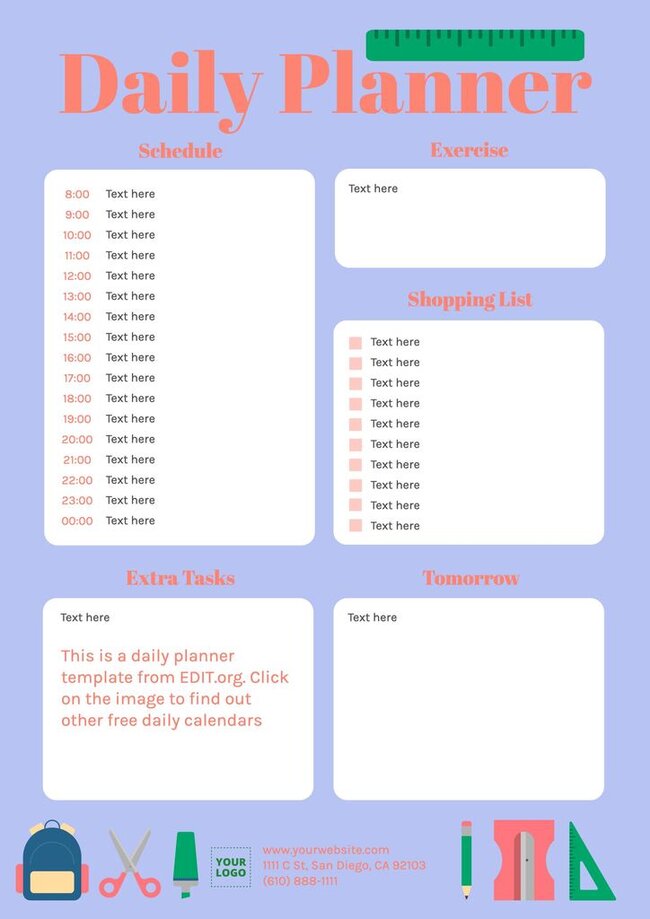 Daily Planner
Schedule
8:00 Text here
9:00 Text here
10:00 Text here
11:00 Text here
12:00 Text here
13:00 Text here
14:00 Text here
15:00 Text here
16:00 Text here
17:00 Text here
18:00 Text here
19:00 Text here
20:00 Text here
21:00 Text here
22:00 Text here
23:00 Text here
00:00 Text here
Exercise
Text here
Shopping List
Text here
Text here
Text here
Text here
Text here
Text here
Text here
Text here
Text here
Text here
Extra Tasks
Text here
This is a daily planner
template from EDIT.org. Click
on the image to find out
other free daily calendars
Tomorrow
Text here
YOUR
LOGO
www.yourwebsite.com
1111 C St, San Diego, CA 92103
(610) 888-1111